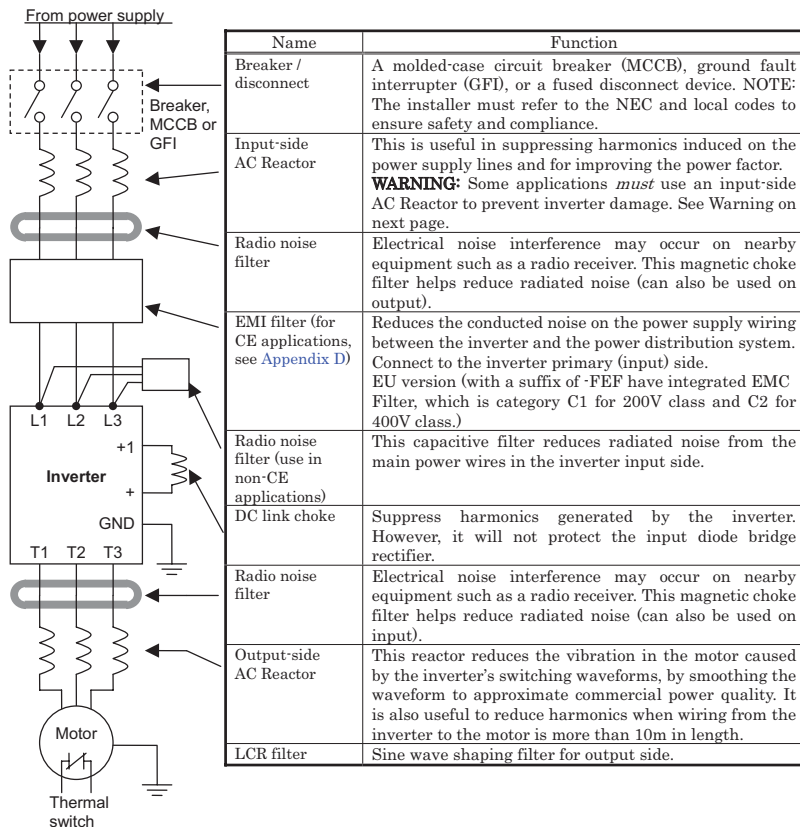 From power supply
Breaker,
MCCB or
GFI
L1 L2 L3
+1
Inverter
+
GND
T1 T2 T3
Motor
Thermal
switch
Name Function
Breaker / disconnect
A molded-case circuit breaker (MCCB), ground fault
interrupter (GFI), or a fused disconnect device. NOTE:
The installer must refer to the NEC and local codes to
ensure safety and compliance.
Input-side
AC Reactor
This is useful in suppressing harmonics induced on the
power supply lines and for improving the power factor.
WARNING: Some applications must use an input-side
AC Reactor to prevent inverter damage. See Warning on
next page.
Radio noise
filter
Electrical noise interference may occur on nearby
equipment such as a radio receiver. This magnetic choke
filter helps reduce radiated noise (can also be used on
output).
EMI filter (for
CE applications,
see Appendix D)
Reduces the conducted noise on the power supply wiring
between the inverter and the power distribution system.
Connect to the inverter primary (input) side.
EU version (with a suffix of -FEF have integrated EMC
Filter, which is category C1 for 200V class and C2 for
400V class.)
Radio noise
filter (use in
non-CE
applications)
This capacitive filter reduces radiated noise from the
main power wires in the inverter input side.
DC link choke
Suppress harmonics generated by the inverter.
However, it will not protect the input diode bridge
rectifier.
Radio noise
filter
Electrical noise interference may occur on nearby
equipment such as a radio receiver. This magnetic choke
filter helps reduce radiated noise (can also be used on
input).
Output-side
AC Reactor
This reactor reduces the vibration in the motor caused
by the inverter's switching waveforms, by smoothing the
waveform to approximate commercial power quality. It
is also useful to reduce harmonics when wiring from the
inverter to the motor is more than 10m in length.
LCR filter
Sine wave shaping filter for output side.